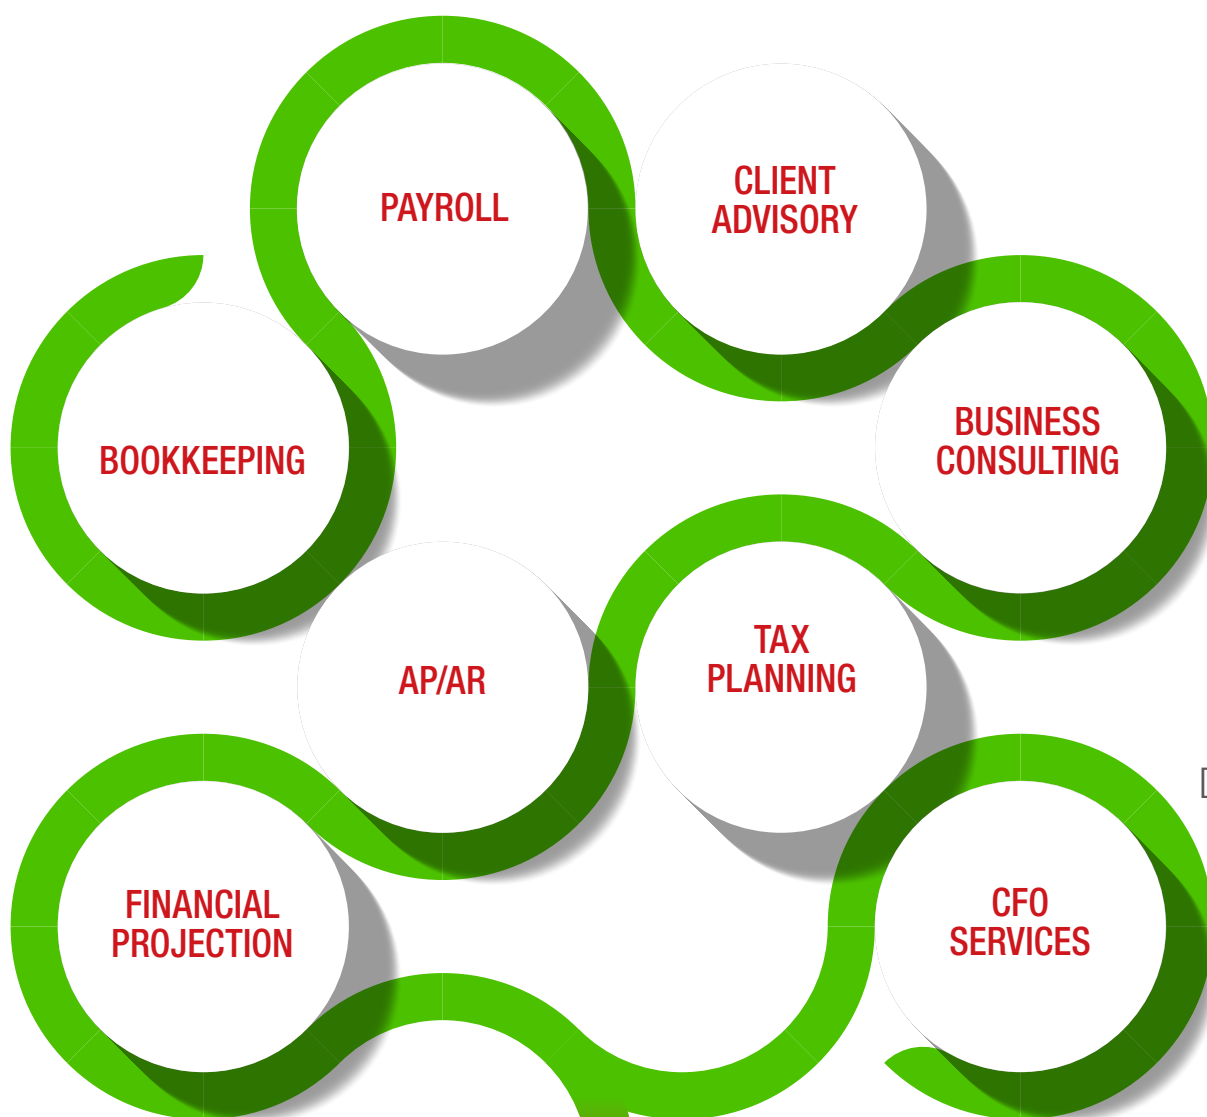 PAYROLL
CLIENT
ADVISORY
BOOKKEEPING
BUSINESS
CONSULTING
AP/AR
TAX
PLANNING
FINANCIAL
PROJECTION
CFO
SERVICES